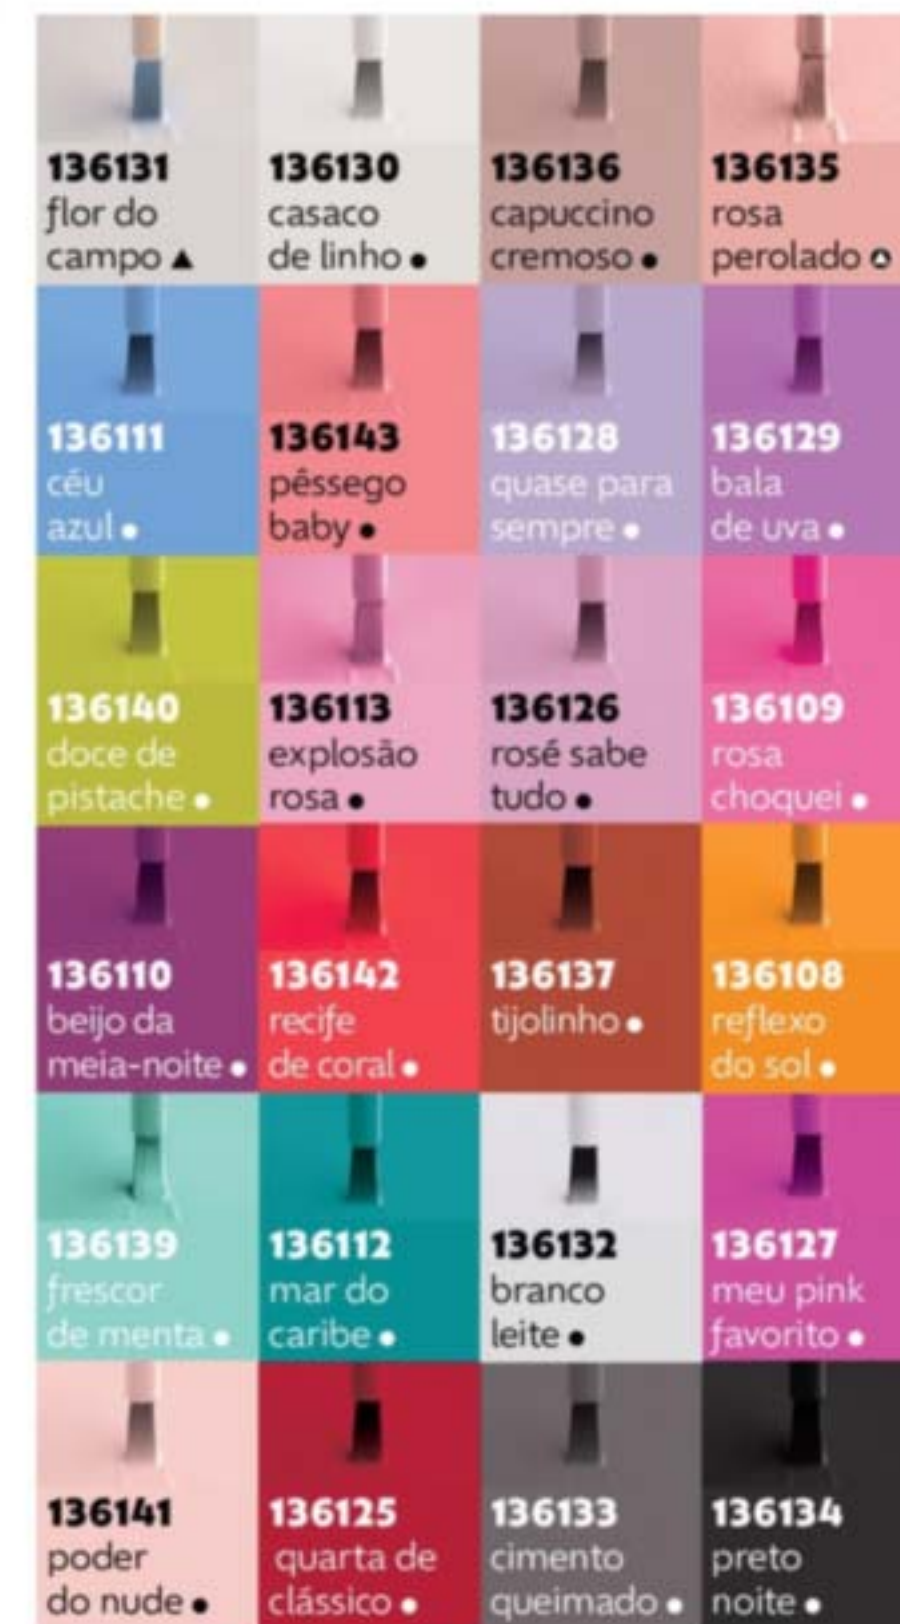 136131
flor do
campo ▲
136130
casaco
de linho ●
136136
capuccino
cremoso ●
136135
rosa
perolado
136111
céu
azul ●
136143
pêssego
baby ●
136128
quase para
sempre ●
136129
bala
de uva ●
136140
doce de
pistache ●
136113
explosão
rosa ●
136126
rosé sabe
tudo ●
136109
rosa
choquei ●
136110
beijo da
meia-noite ●
136142
recife
de coral ●
136137
tijolinho ●
136108
reflexo
do sol ●
136139
frescor
de menta ●
136112
mar do
caribe ●
136132
branco
leite ●
136127
meu pink
favorito ●
136141
poder
do nude ●
136125
quarta de
clássico ●
136133
cimento
queimado ●
136134
preto
noite ●